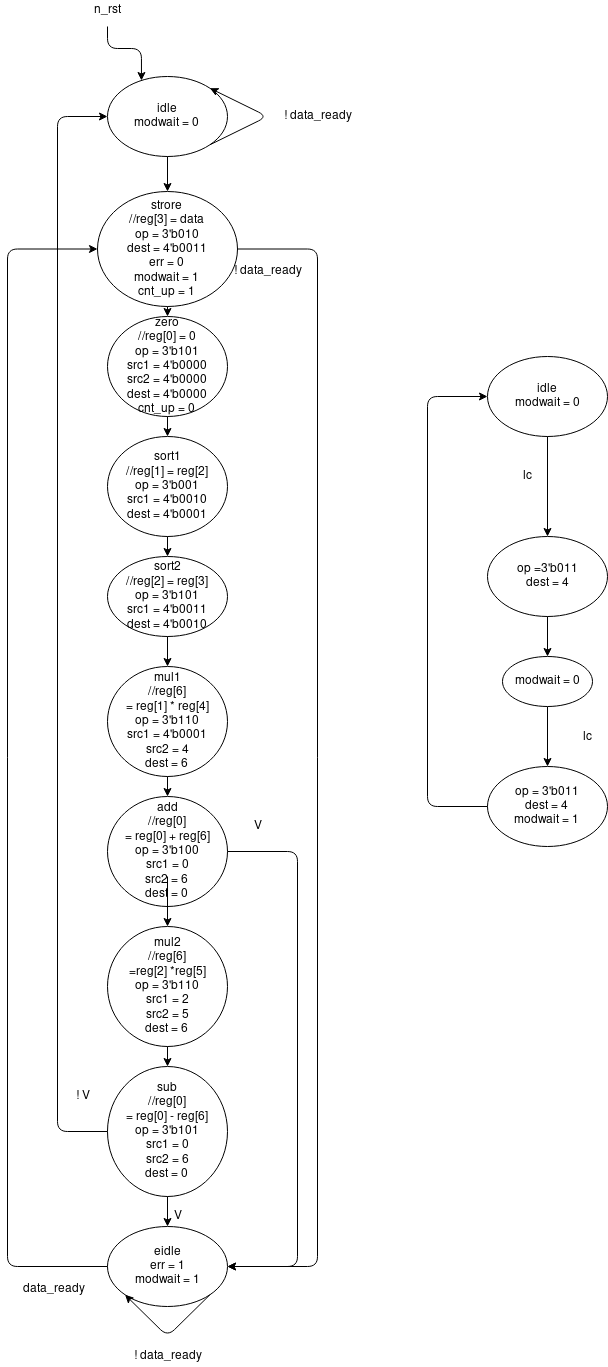 n_rst
idle
modwait = 0
! data_ready
strore
//reg[3] = data
op = 3'b010
dest = 4'b0011
err = 0
modwait = 1
cnt_up = 1
! data_ready
zero
//reg[0] = 0
op = 3'b101
src1 = 4'b0000
src2 = 4'b0000
dest = 4'b0000
cnt_up = 0
sort1
//reg[1] = reg[2]
op = 3'b001
src1 = 4'b0010
dest = 4'b0001
sort2
//reg[2] = reg[3]
op = 3'b101
src1 = 4'b0011
dest = 4'b0010
mul1
//reg[6]
= reg[1] * reg[4]
op = 3'b110
src1 = 4'b0001
src2 = 4
dest = 6
add
//reg[0]
= reg[0] + reg[6]
op = 3'b100
src1 = 0
src2 = 6
dest = 0
V
mul2
//reg[6]
=reg[2] *reg[5]
op = 3'b110
src1 = 2
src2 = 5
dest = 6
! V
sub
//reg[0]
= reg[0] - reg[6]
op = 3'b101
src1 = 0
src2 = 6
dest = 0
V
eidle
err = 1
modwait = 1
data_ready
! data_ready
idle
modwait = 0
lc
op =3'b011
dest = 4
modwait = 0
lc
op = 3'b011
dest = 4
modwait = 1